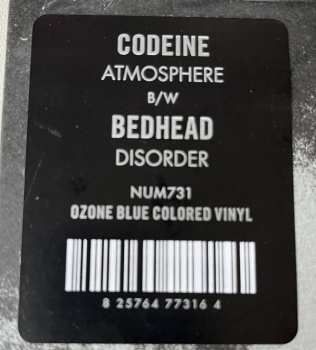 CODEINE
ATMOSPHERE
B/W
BEDHEAD
DISORDER
NUM731
OZONE BLUE COLORED VINYL
8 25764 77316 4